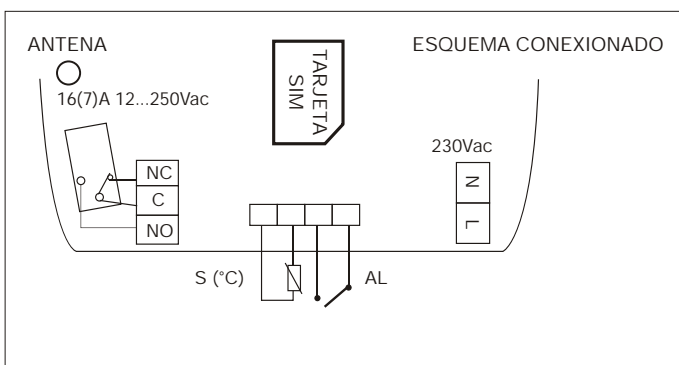 ANTENA
ESQUEMA CONEXIONADO
16(7)A 12...250Vac
TARJETA
SIM
230Vac
NC
C
NO
N
L
S (°C)
AL